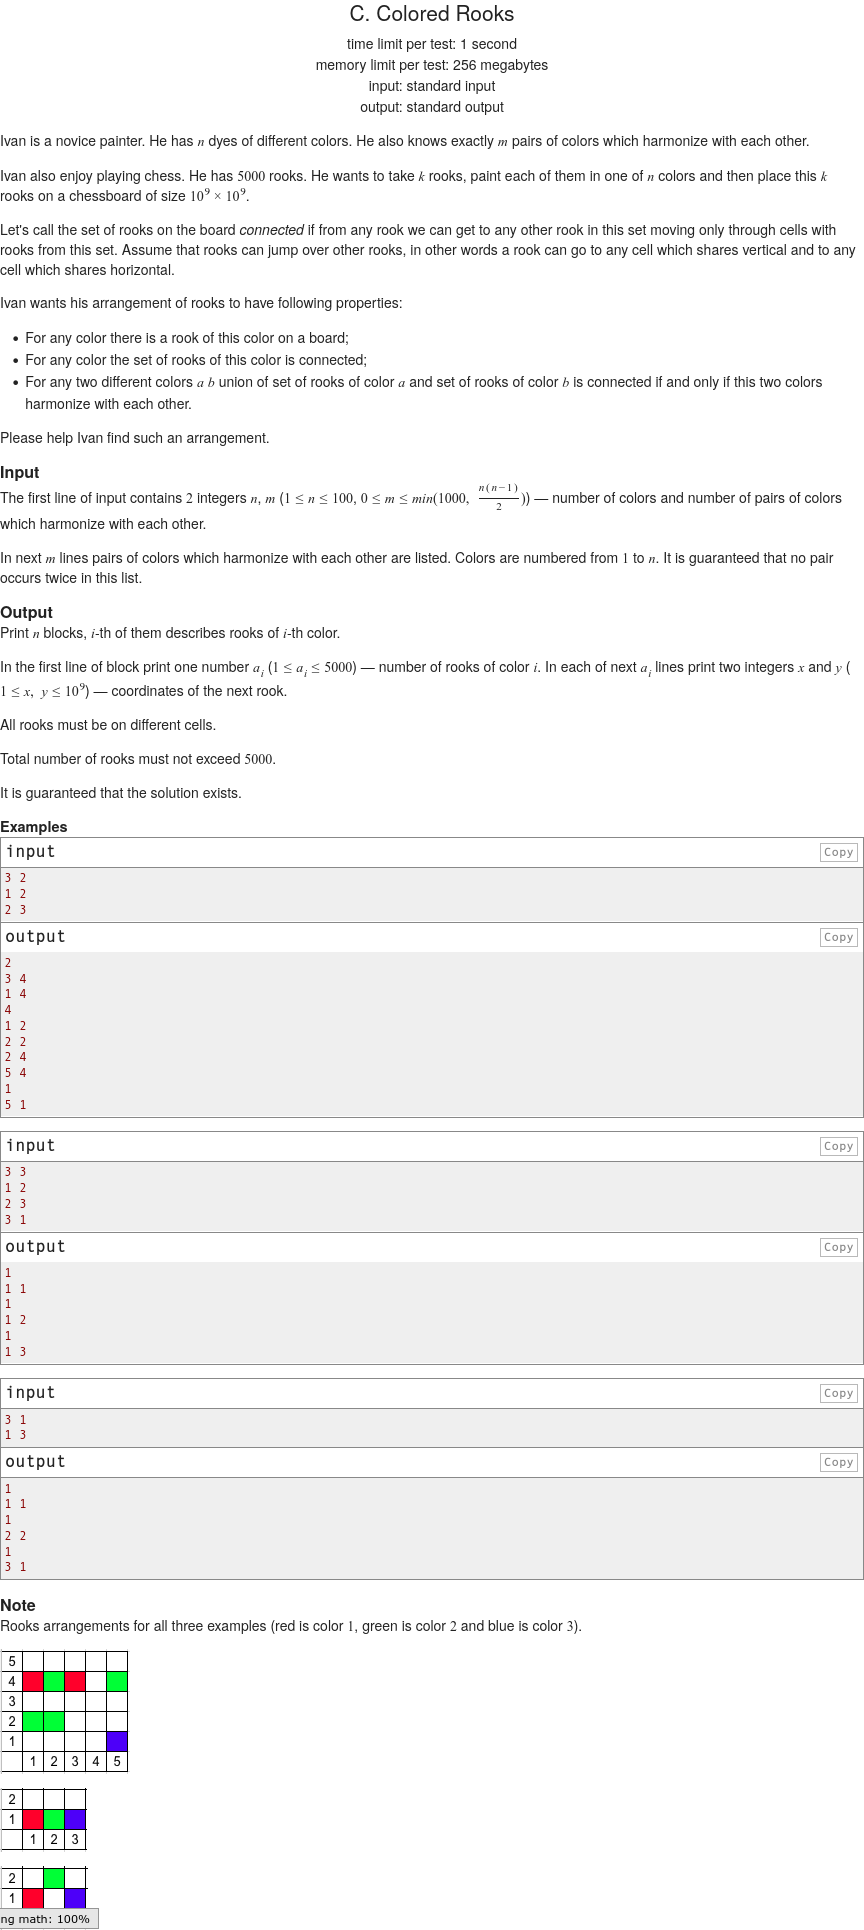 C. Colored Rooks
time limit per test: 1 second
memory limit per test: 256 megabytes
input: standard input
output: standard output
Ivan is a novice painter. He has n dyes of different colors. He also knows exactly m pairs of colors which harmonize with each other.
Ivan also enjoy playing chess. He has 5000 rooks. He wants to take k rooks, paint each of them in one of n colors and then place this k
rooks on a chessboard of size 10^9 × 10^9.
Let's call the set of rooks on the board connected if from any rook we can get to any other rook in this set moving only through cells with
rooks from this set. Assume that rooks can jump over other rooks, in other words a rook can go to any cell which shares vertical and to any
cell which shares horizontal.
Ivan wants his arrangement of rooks to have following properties:
• For any color there is a rook of this color on a board;
• For any color the set of rooks of this color is connected;
• For any two different colors a b union of set of rooks of color a and set of rooks of color b is connected if and only if this two colors
harmonize with each other.
Please help Ivan find such an arrangement.
Input
The first line of input contains 2 integers n, m (1 ≤ n ≤ 100, 0 ≤ m ≤ min(1000, n(n−1)/2)) — number of colors and number of pairs of colors
which harmonize with each other.
In next m lines pairs of colors which harmonize with each other are listed. Colors are numbered from 1 to n. It is guaranteed that no pair
occurs twice in this list.
Output
Print n blocks, i-th of them describes rooks of i-th color.
In the first line of block print one number a_i (1 ≤ a_i ≤ 5000) — number of rooks of color i. In each of next a_i lines print two integers x and y (
1 ≤ x, y ≤ 10^9) — coordinates of the next rook.
All rooks must be on different cells.
Total number of rooks must not exceed 5000.
It is guaranteed that the solution exists.
Examples
input Copy
3 2
1 2
2 3
output Copy
2
3 4
1 4
4
1 2
2 2
2 4
5 4
1
5 1
input Copy
3 3
1 2
2 3
3 1
output Copy
1
1 1
1
1 2
1
1 3
input Copy
3 1
1 3
output Copy
1
1 1
1
2 2
1
3 1
Note
Rooks arrangements for all three examples (red is color 1, green is color 2 and blue is color 3).
5
4
3
2
1
1 2 3 4 5
2
1
1 2 3
2
1
ng math: 100%